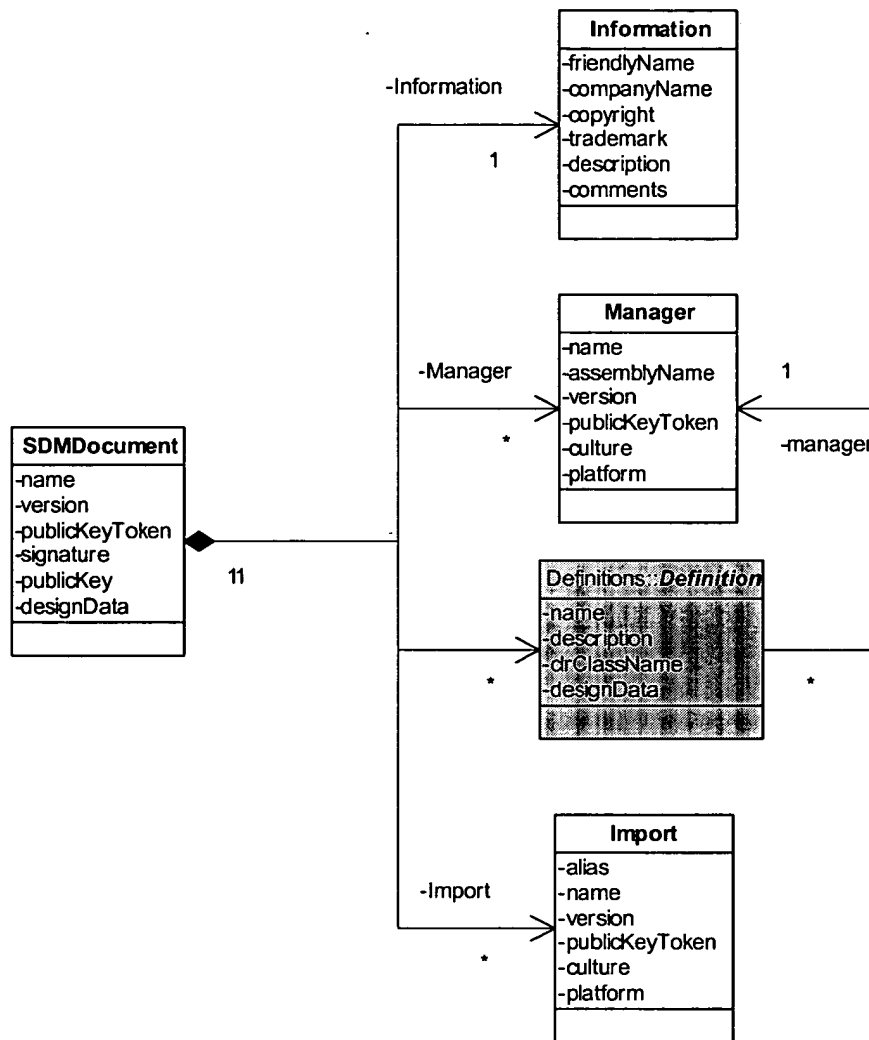 Information
-friendlyName
-companyName
-copyright
-trademark
-description
-comments
-Information
1
Manager
-name
-assemblyName
-version
-publicKeyToken
-culture
-platform
-Manager
*
1
-manager
SDMDocument
-name
-version
-publicKeyToken
-signature
-publicKey
-designData
11
Definitions::Definition
-name
-description
-clrClassName
-designData
*
*
Import
-alias
-name
-version
-publicKeyToken
-culture
-platform
-Import
*